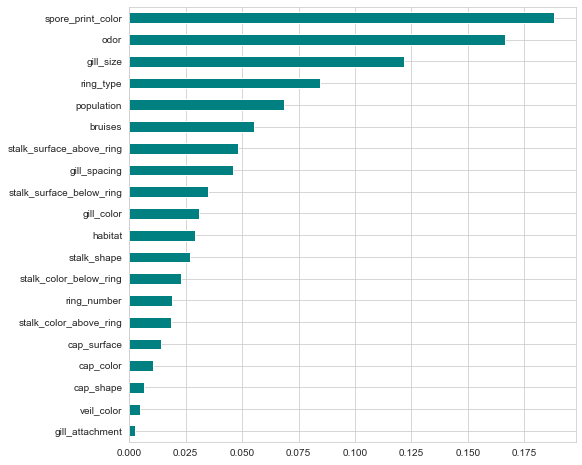 spore_print_color
odor
gill_size
ring_type
population
bruises
stalk_surface_above_ring
gill_spacing
stalk_surface_below_ring
gill_color
habitat
stalk_shape
stalk_color_below_ring
ring_number
stalk_color_above_ring
cap_surface
cap_color
cap_shape
veil_color
gill_attachment
0.000 0.025 0.050 0.075 0.100 0.125 0.150 0.175